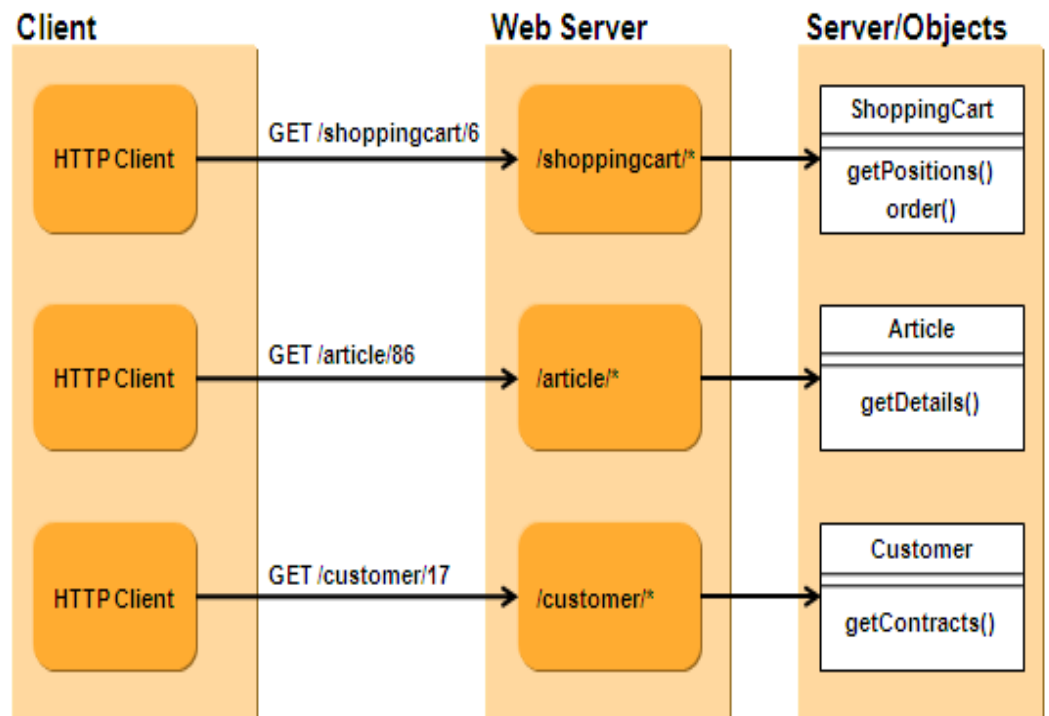 Client
Web Server
Server/Objects
HTTP Client
GET /shoppingcart/6
/shoppingcart/*
ShoppingCart
getPositions()
order()
HTTP Client
GET /article/86
/article/*
Article
getDetails()
HTTP Client
GET /customer/17
/customer/*
Customer
getContracts()